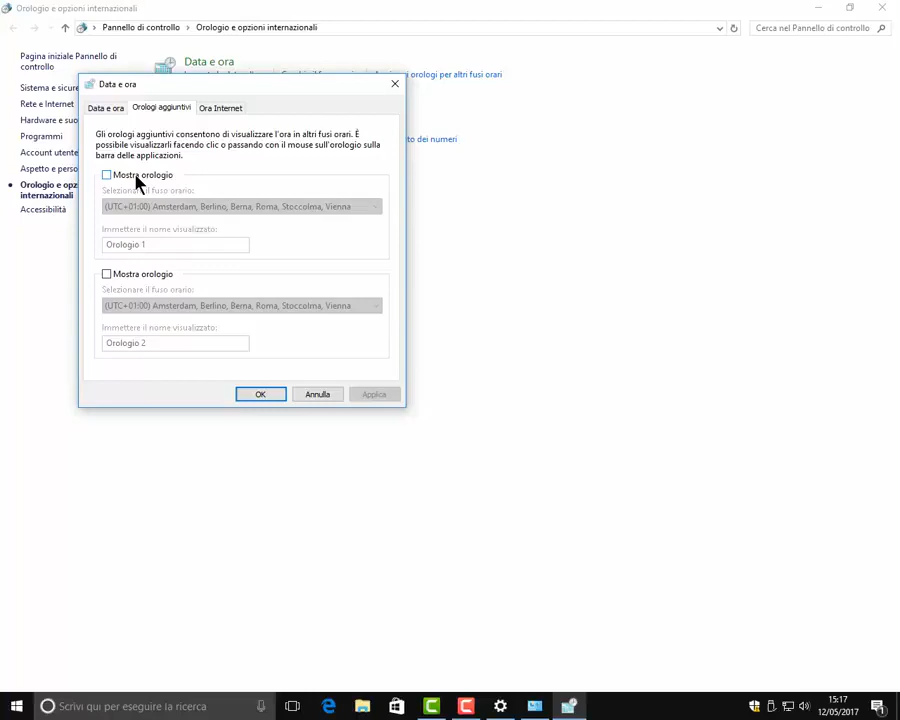 Orologio e opzioni internazionali
Pannello di controllo > Orologio e opzioni internazionali
Cerca nel Pannello di controllo
Pagina iniziale Pannello di
controllo
Sistema e sicure
Rete e Internet
Hardware e suo
Programmi
Account utente
Aspetto e perso
Orologio e opz
internazionali
Accessibilità
Data e ora
i orologi per altri fusi orari
to dei numeri
Data e ora
Data e ora
Orologi aggiuntivi
Ora Internet
Gli orologi aggiuntivi consentono di visualizzare l'ora in altri fusi orari. È
possibile visualizzarli facendo clic o passando con il mouse sull'orologio sulla
barra delle applicazioni.
Mostra orologio
Selezionare il fuso orario:
(UTC+01:00) Amsterdam, Berlino, Berna, Roma, Stoccolma, Vienna
Immettere il nome visualizzato:
Orologio 1
Mostra orologio
Selezionare il fuso orario:
(UTC+01:00) Amsterdam, Berlino, Berna, Roma, Stoccolma, Vienna
Immettere il nome visualizzato:
Orologio 2
OK
Annulla
Applica
Scrivi qui per eseguire la ricerca
15:17
12/05/2017